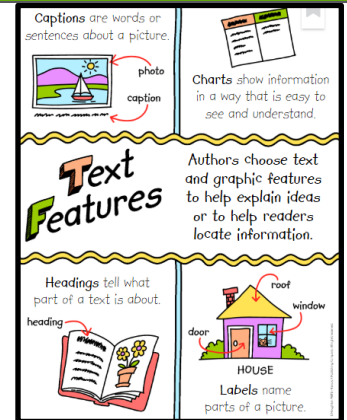 Captions are words or
sentences about a picture.
photo
caption
Charts show information
in a way that is easy to
see and understand.
Text
Features
Authors choose text
and graphic features
to help explain ideas
or to help readers
locate information.
Headings tell what
part of a text is about.
heading
roof
window
door
HOUSE
Labels name
parts of a picture.